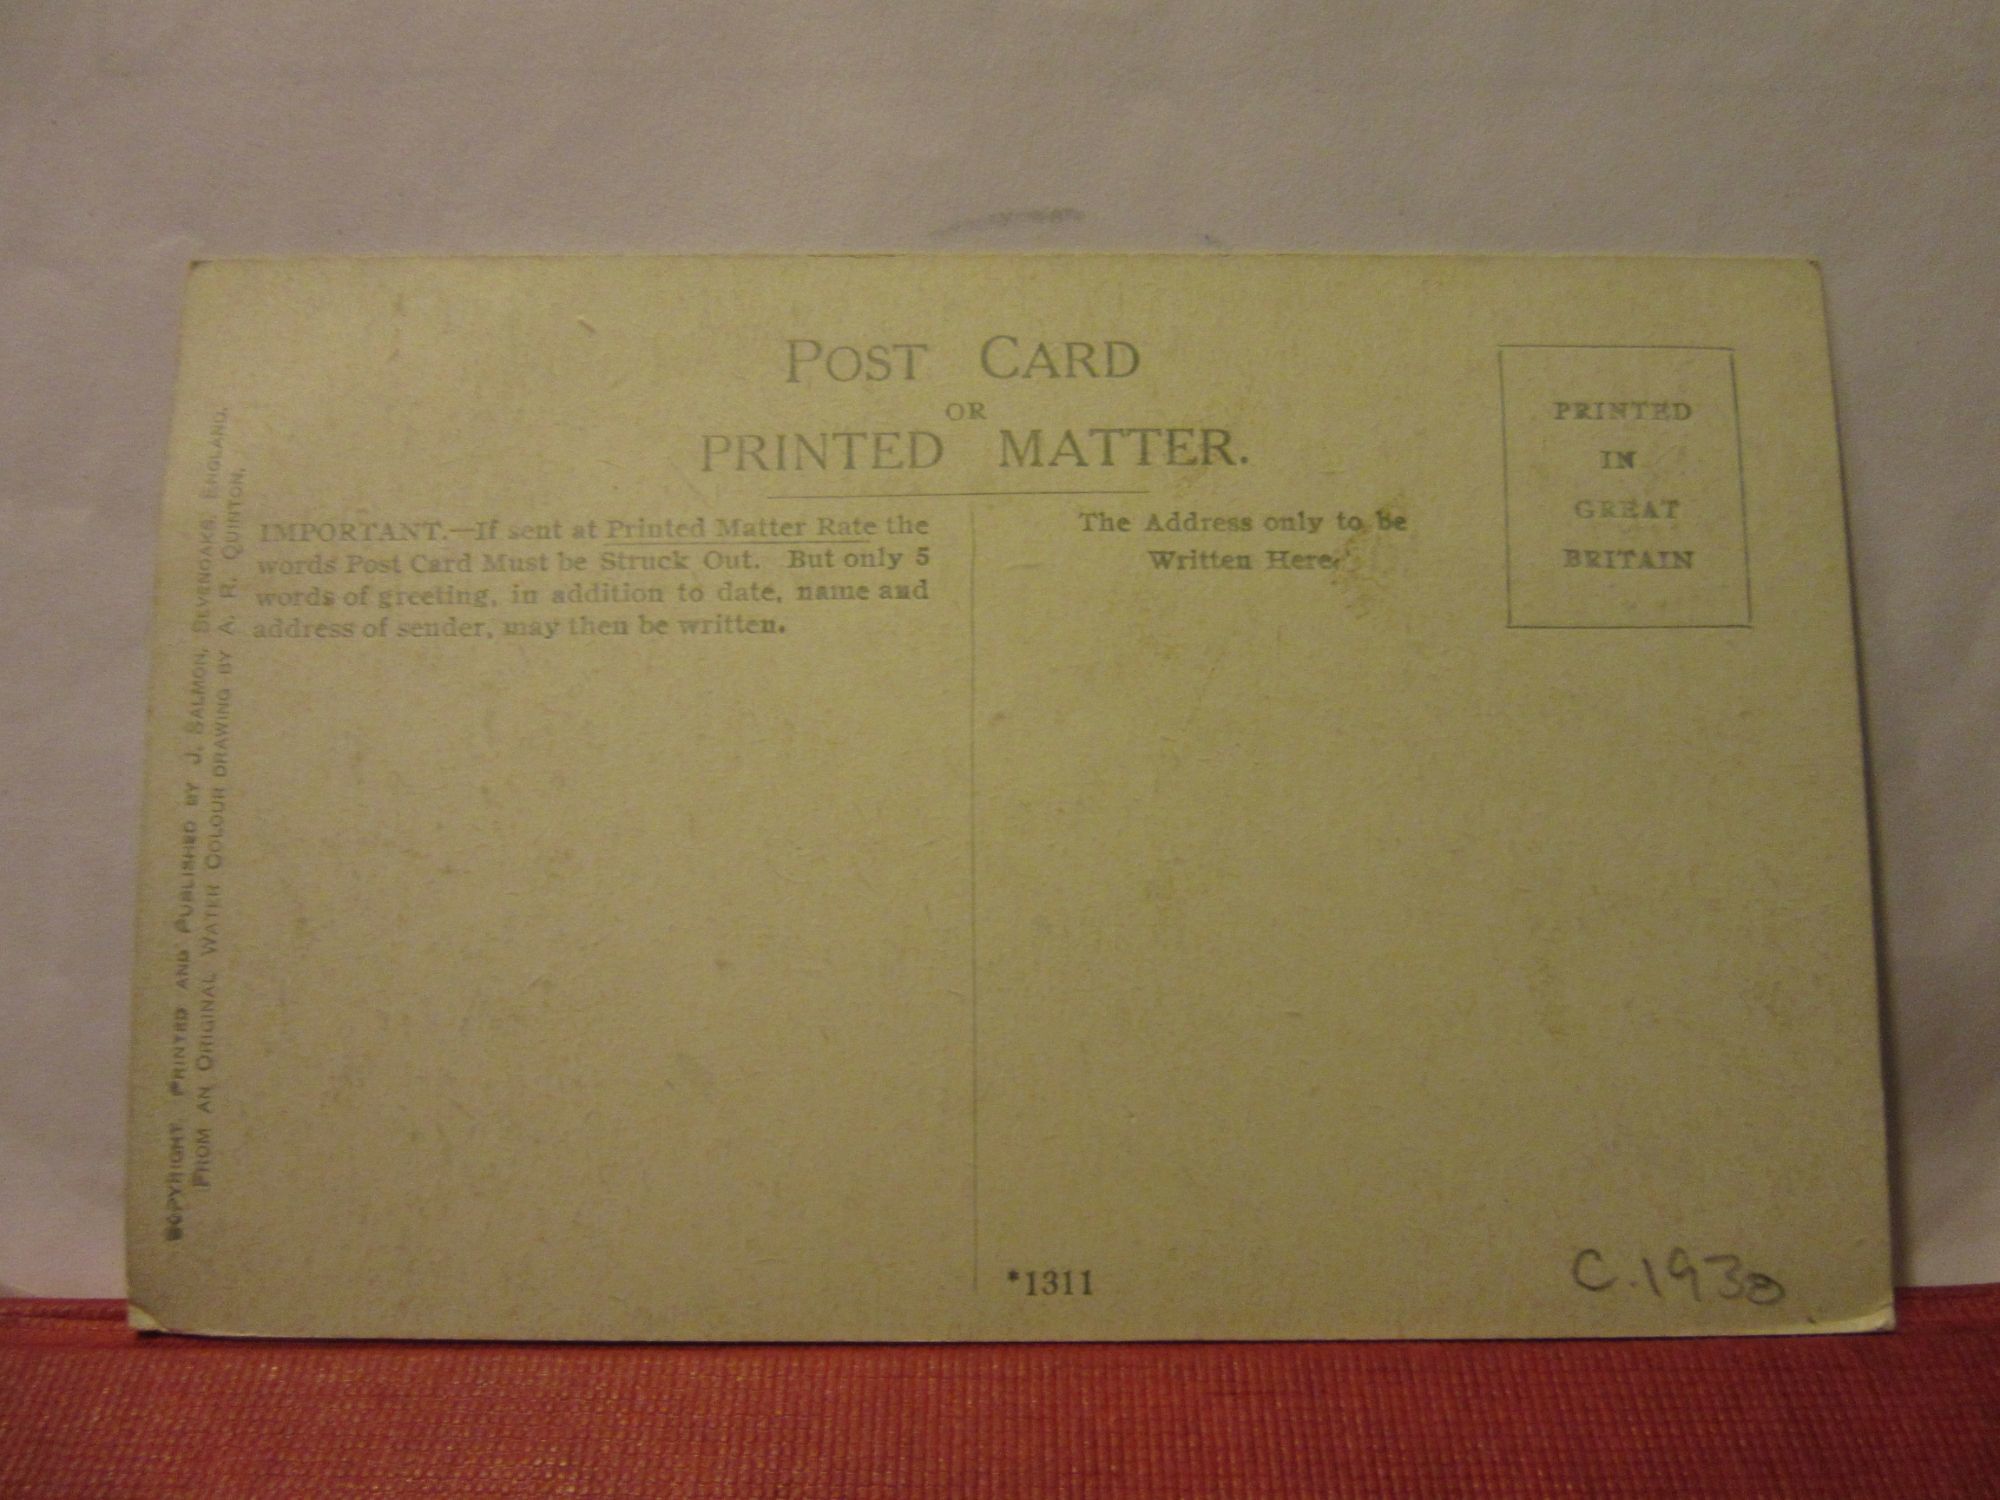 POST CARD
OR
PRINTED MATTER.
IMPORTANT.—If sent at Printed Matter Rate the
words Post Card Must be Struck Out. But only 5
words of greeting, in addition to date, name and
address of sender, may then be written.
The Address only to be
Written Here.
PRINTED
IN
GREAT
BRITAIN
COPYRIGHT. PRINTED AND PUBLISHED BY J. SALMON, SEVENOAKS, ENGLAND.
FROM AN ORIGINAL WATER COLOUR DRAWING BY A. R. QUINTON.
*1311
C.1930